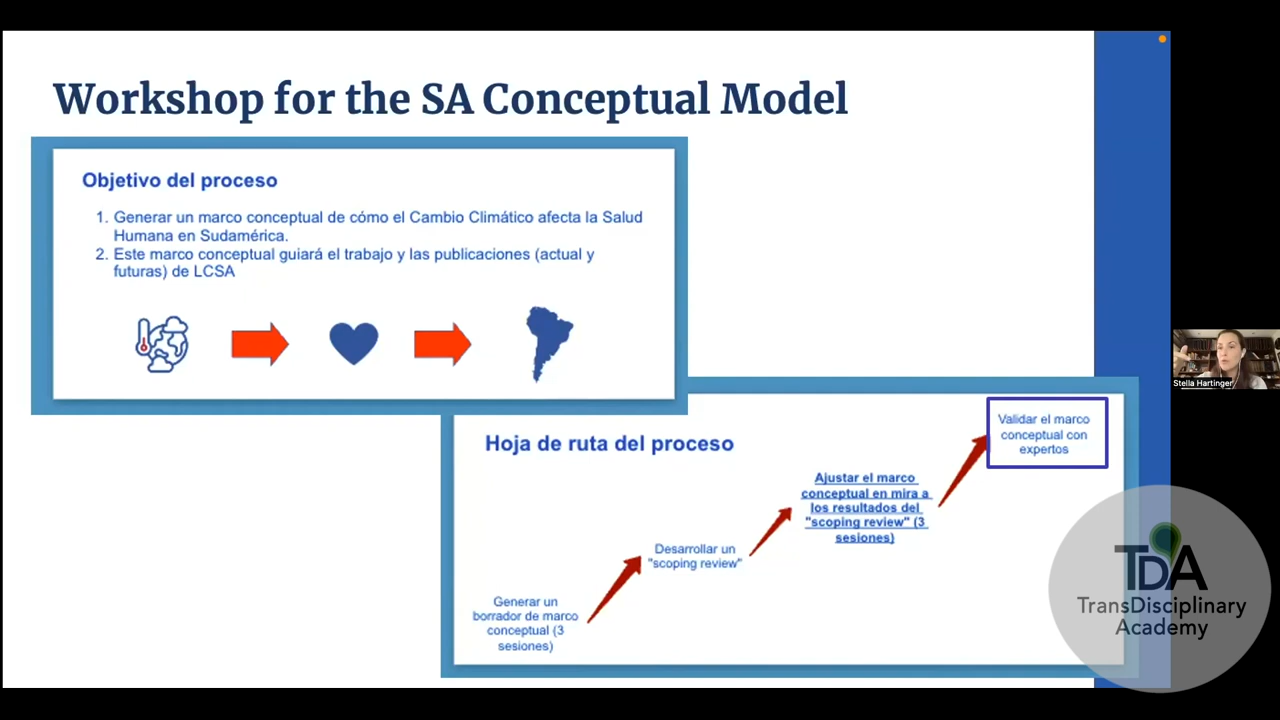 Workshop for the SA Conceptual Model
Objetivo del proceso
1. Generar un marco conceptual de cómo el Cambio Climático afecta la Salud
Humana en Sudamérica.
2. Este marco conceptual guiará el trabajo y las publicaciones (actual y
futuras) de LCSA
Hoja de ruta del proceso
Generar un
borrador de marco
conceptual (3
sesiones)
Desarrollar un
"scoping review"
Ajustar el marco
conceptual en mira a
los resultados del
"scoping review" (3
sesiones)
Validar el marco
conceptual con
expertos
Stella Hartinger
TDA
TransDisciplinary
Academy